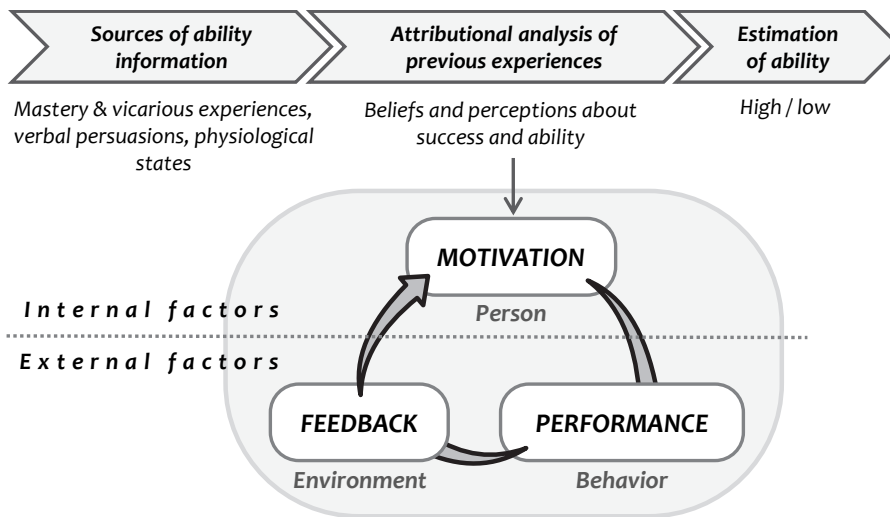 Sources of ability
information
Attributional analysis of
previous experiences
Estimation
of ability
Mastery & vicarious experiences,
verbal persuasions, physiological
states
Beliefs and perceptions about
success and ability
High / low
MOTIVATION
Person
Internal factors
External factors
FEEDBACK
Environment
PERFORMANCE
Behavior